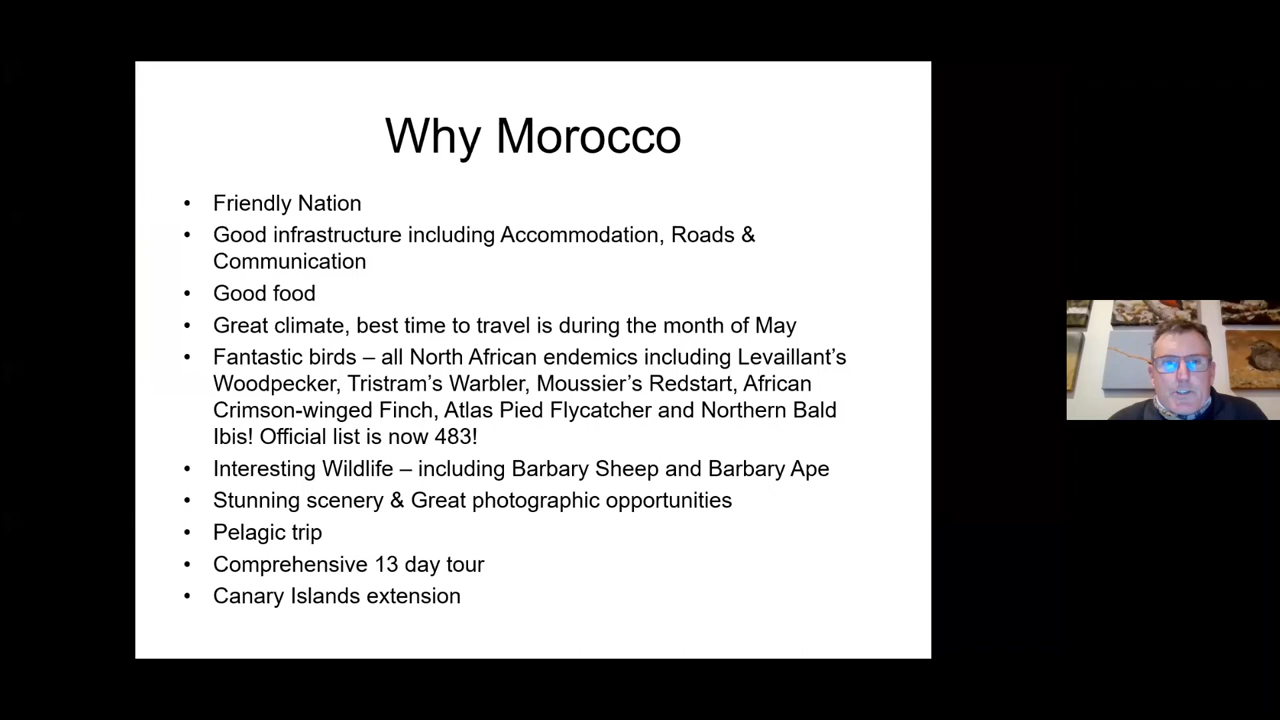 Why Morocco
• Friendly Nation
• Good infrastructure including Accommodation, Roads &
Communication
• Good food
• Great climate, best time to travel is during the month of May
• Fantastic birds – all North African endemics including Levaillant’s
Woodpecker, Tristram’s Warbler, Moussier’s Redstart, African
Crimson-winged Finch, Atlas Pied Flycatcher and Northern Bald
Ibis! Official list is now 483!
• Interesting Wildlife – including Barbary Sheep and Barbary Ape
• Stunning scenery & Great photographic opportunities
• Pelagic trip
• Comprehensive 13 day tour
• Canary Islands extension